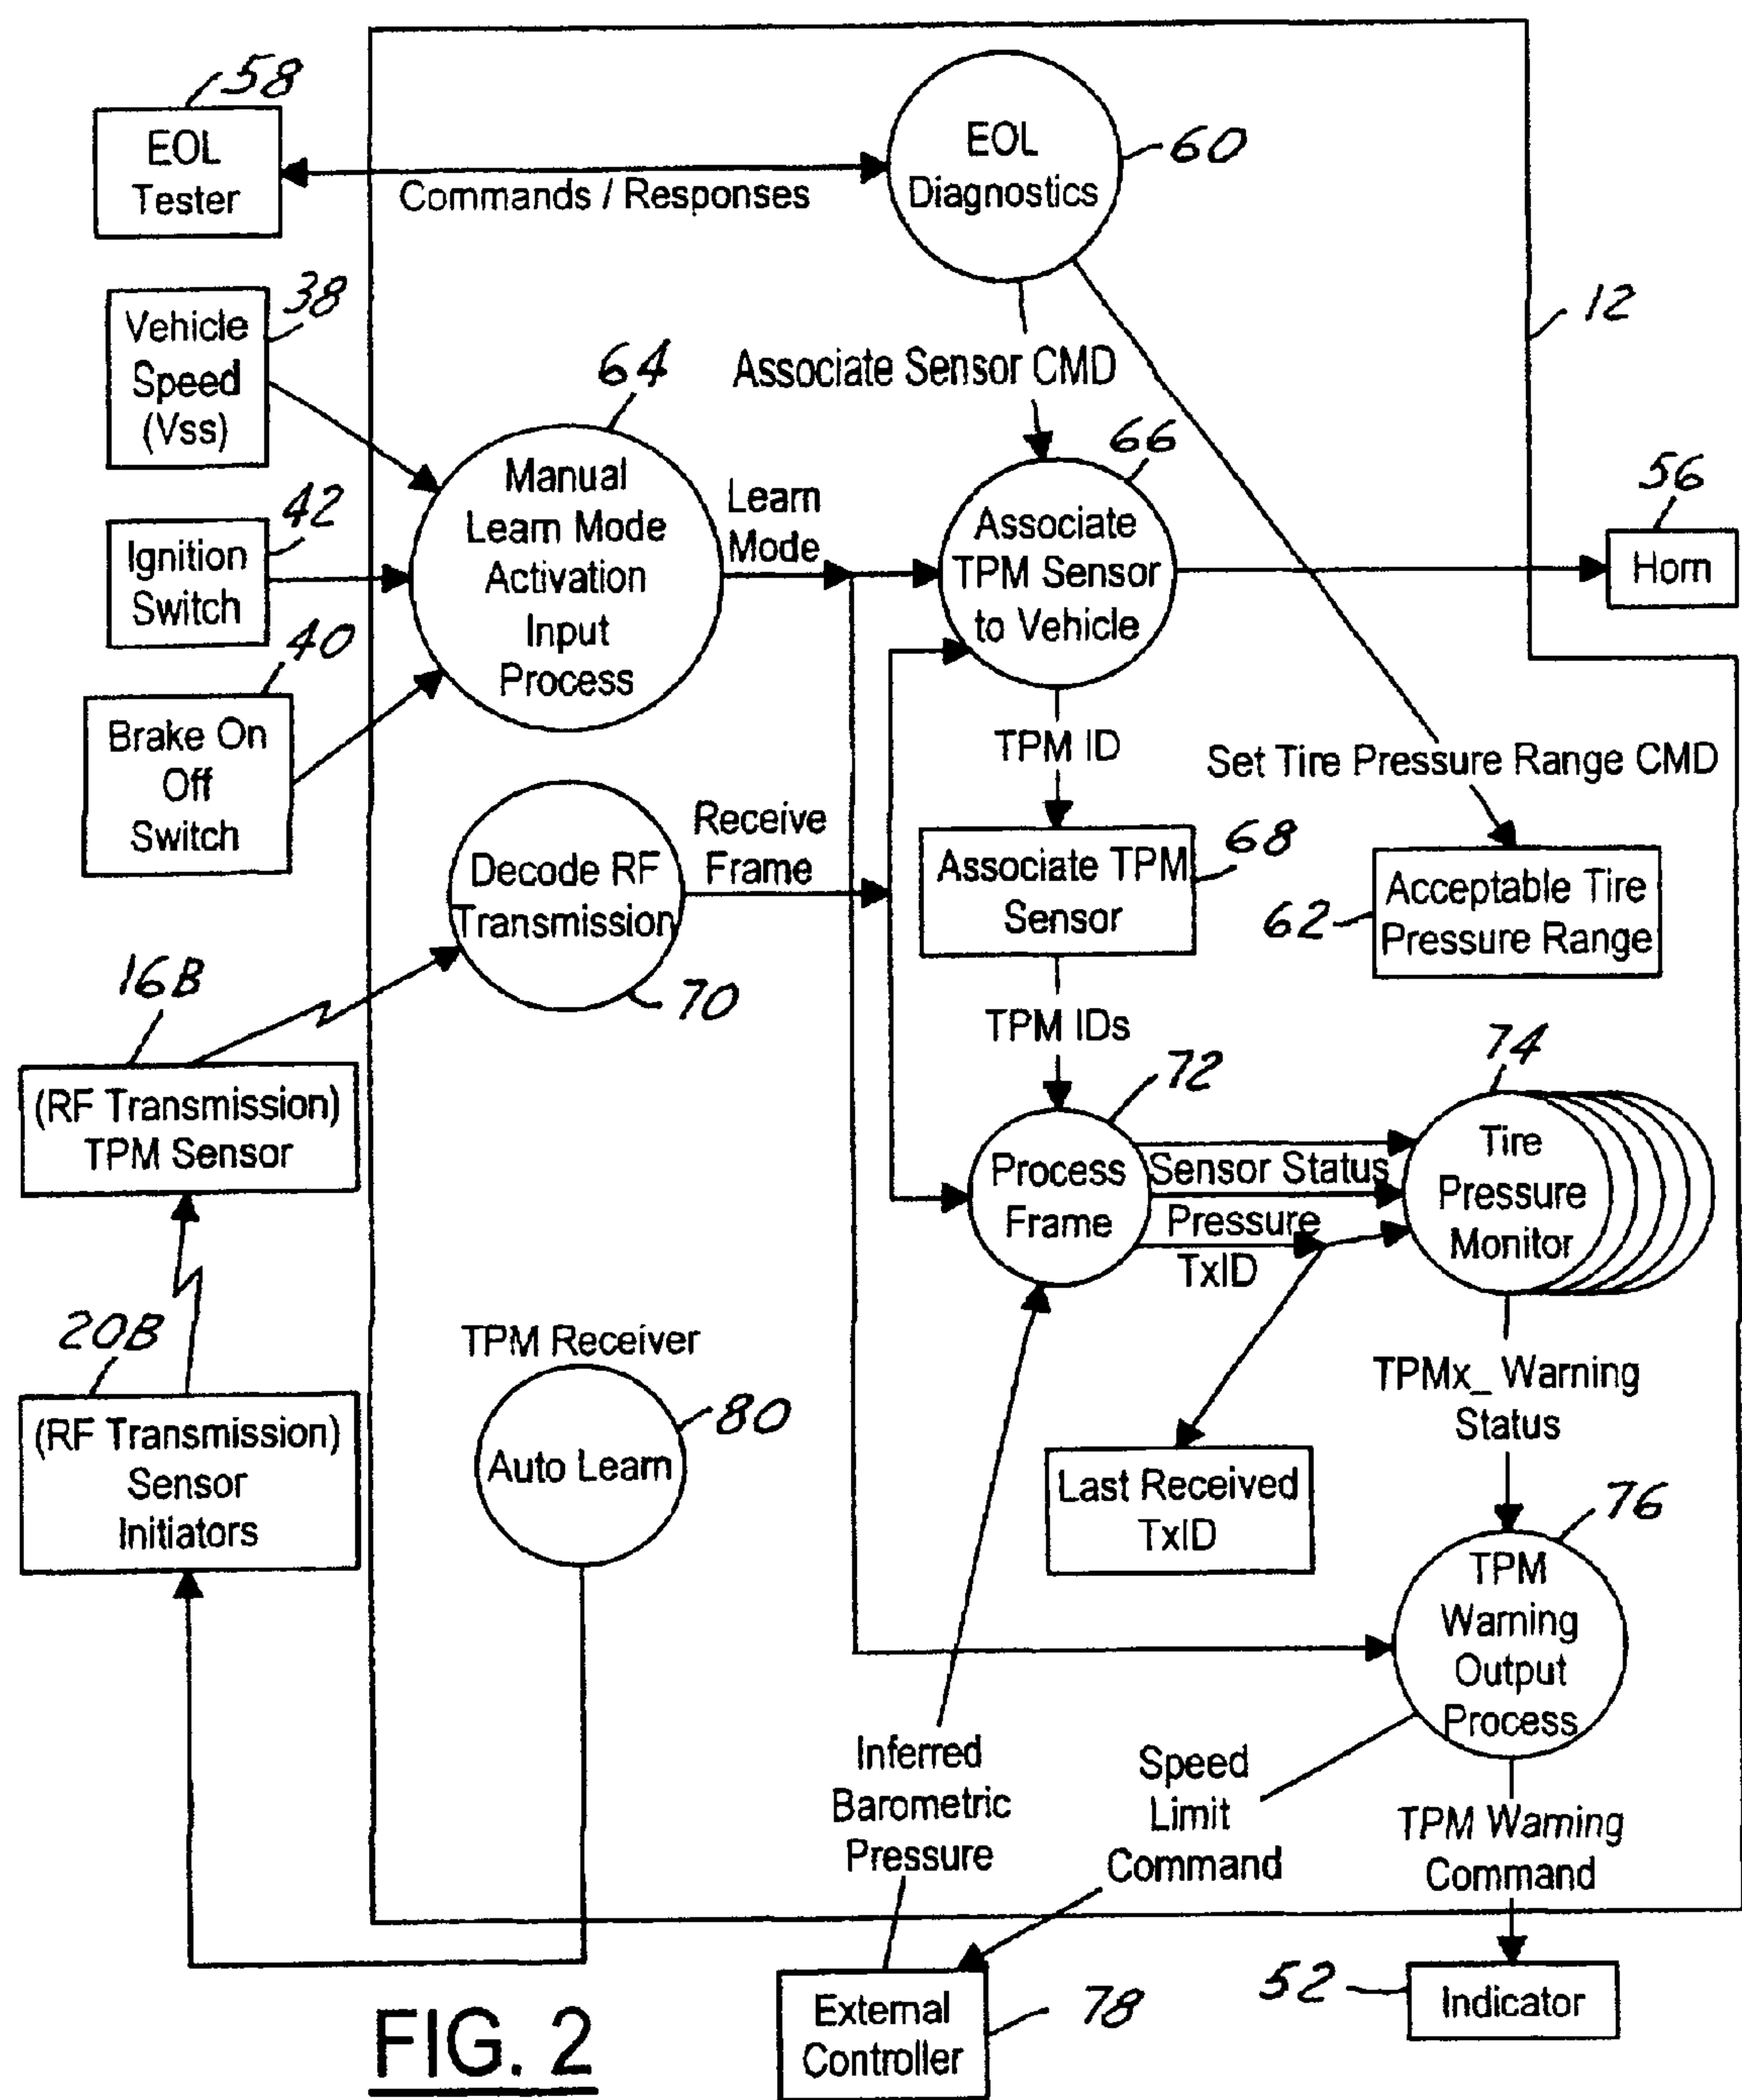 58
EOL
Tester
Commands / Responses
EOL
Diagnostics
60
38
Vehicle
Speed
(Vss)
12
Associate Sensor CMD
64
Manual
Learn Mode
Activation
Input
Process
Learn
Mode
66
Associate
TPM Sensor
to Vehicle
56
Horn
42
Ignition
Switch
40
Brake On
Off
Switch
TPM ID
Set Tire Pressure Range CMD
Receive
Frame
Decode RF
Transmission
70
68
Associate TPM
Sensor
62
Acceptable Tire
Pressure Range
16B
(RF Transmission)
TPM Sensor
TPM IDs
72
Process
Frame
Sensor Status
Pressure
TxID
74
Tire
Pressure
Monitor
20B
(RF Transmission)
Sensor
Initiators
TPM Receiver
80
Auto Learn
TPMx_ Warning
Status
Last Received
TxID
76
TPM
Warning
Output
Process
Inferred
Barometric
Pressure
Speed
Limit
Command
TPM Warning
Command
External
Controller
78
52
Indicator
FIG. 2